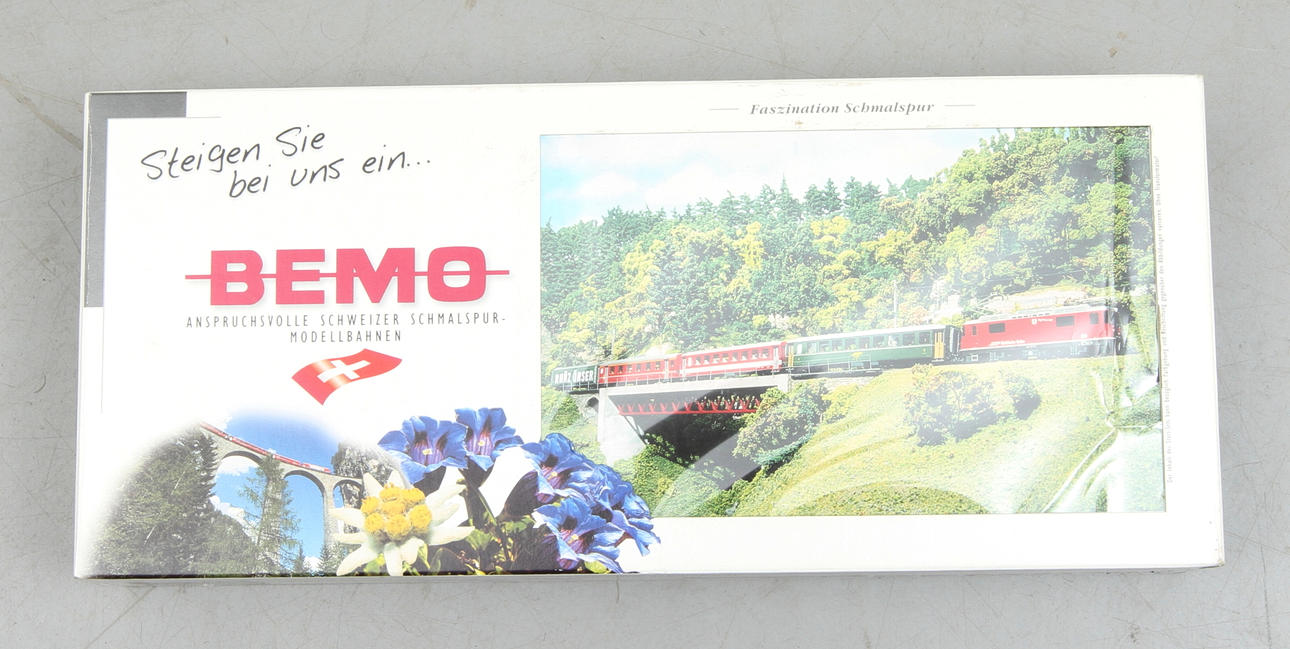 Faszination Schmalspur
Steigen Sie
bei uns ein...
BEMO
ANSPRUCHSVOLLE SCHWEIZER SCHMALSPUR-
MODELLBAHNEN